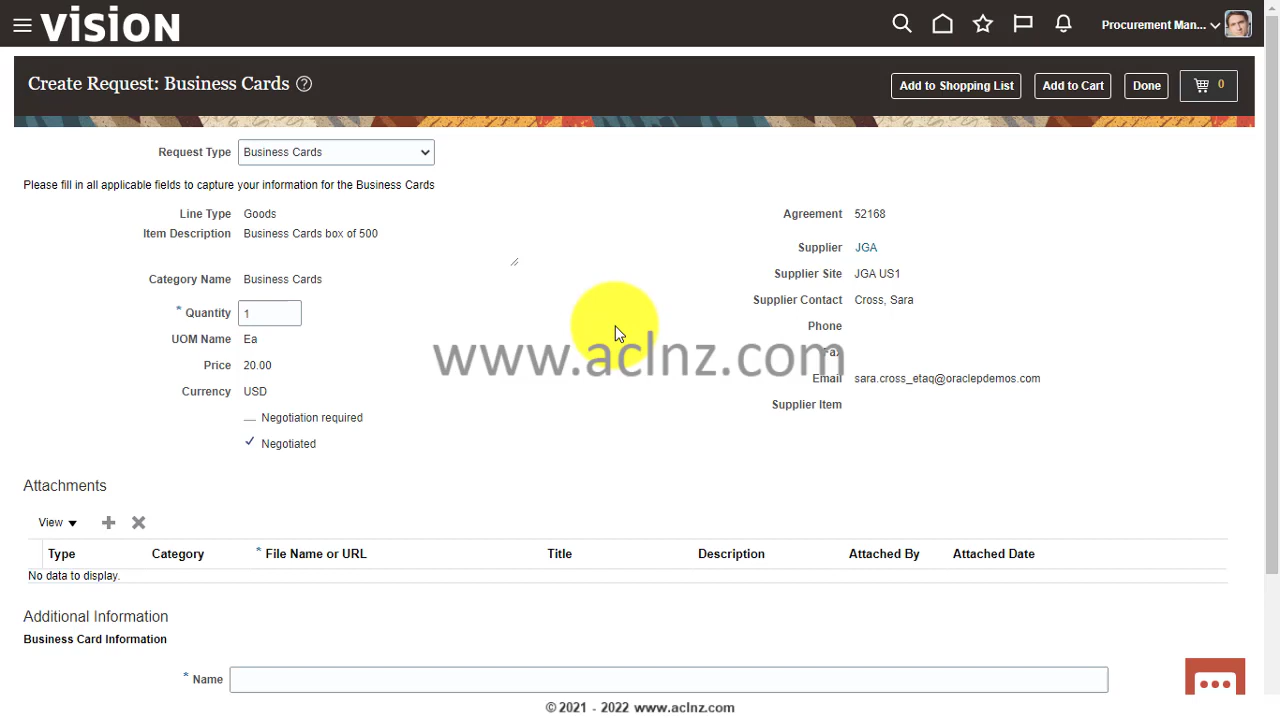 vision
Procurement Man...
Create Request: Business Cards ?
Add to Shopping List
Add to Cart
Done
0
Request Type Business Cards
Please fill in all applicable fields to capture your information for the Business Cards
Line Type Goods
Item Description Business Cards box of 500
Category Name Business Cards
* Quantity 1
UOM Name Ea
Price 20.00
Currency USD
Negotiation required
Negotiated
Agreement 52168
Supplier JGA
Supplier Site JGA US1
Supplier Contact Cross, Sara
Phone
Fax
Email sara.cross_etaq@oraclepdemos.com
Supplier Item
www.aclnz.com
Attachments
View
Type Category * File Name or URL Title Description Attached By Attached Date
No data to display.
Additional Information
Business Card Information
* Name
© 2021 - 2022 www.aclnz.com